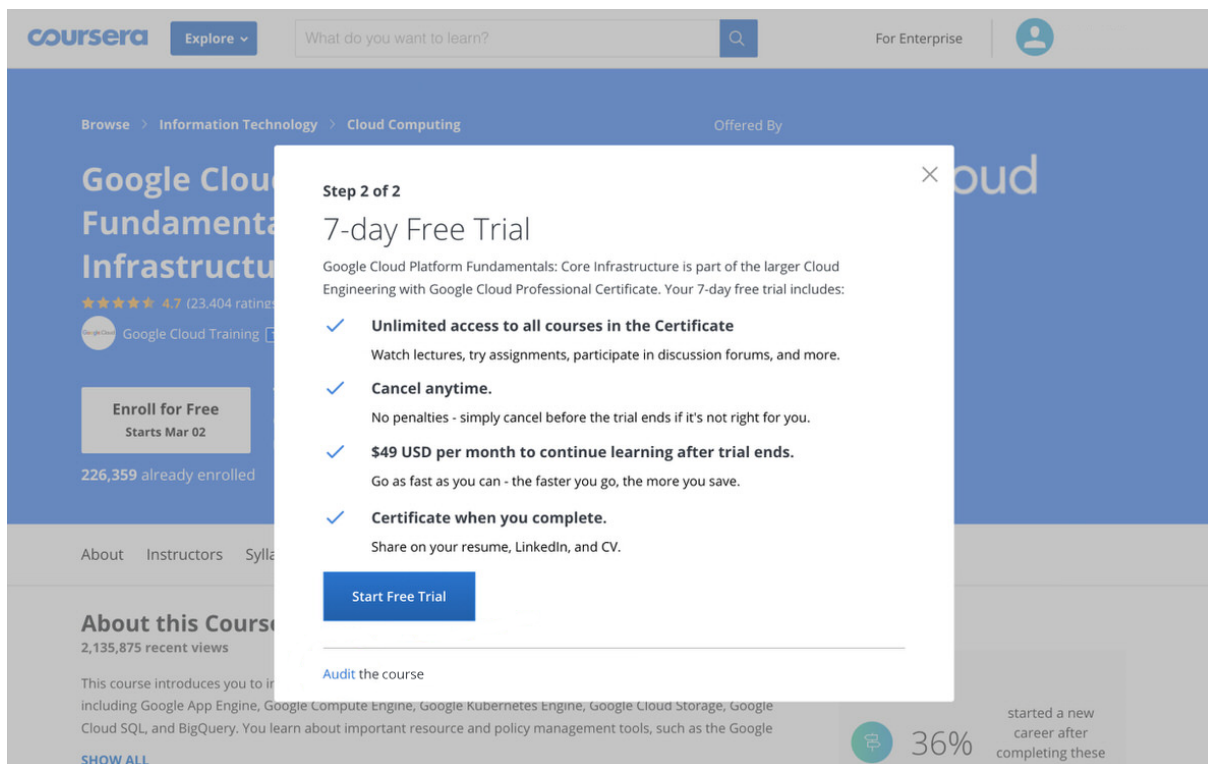 coursera
Explore
What do you want to learn?
For Enterprise
Browse > Information Technology > Cloud Computing
Offered By
Google Clou
Fundamenta
Infrastructu
oud
4.7 (23,404 ratings
Google Cloud Training
Enroll for Free
Starts Mar 02
226,359 already enrolled
Step 2 of 2
7-day Free Trial
Google Cloud Platform Fundamentals: Core Infrastructure is part of the larger Cloud
Engineering with Google Cloud Professional Certificate. Your 7-day free trial includes:
Unlimited access to all courses in the Certificate
Watch lectures, try assignments, participate in discussion forums, and more.
Cancel anytime.
No penalties - simply cancel before the trial ends if it's not right for you.
$49 USD per month to continue learning after trial ends.
Go as fast as you can - the faster you go, the more you save.
Certificate when you complete.
Share on your resume, LinkedIn, and CV.
Start Free Trial
Audit the course
About Instructors Sylla
About this Cours
2,135,875 recent views
This course introduces you to
including Google App Engine, Google Compute Engine, Google Kubernetes Engine, Google Cloud Storage, Google
Cloud SQL, and BigQuery. You learn about important resource and policy management tools, such as the Google
SHOW ALL
36%
started a new
career after
completing these